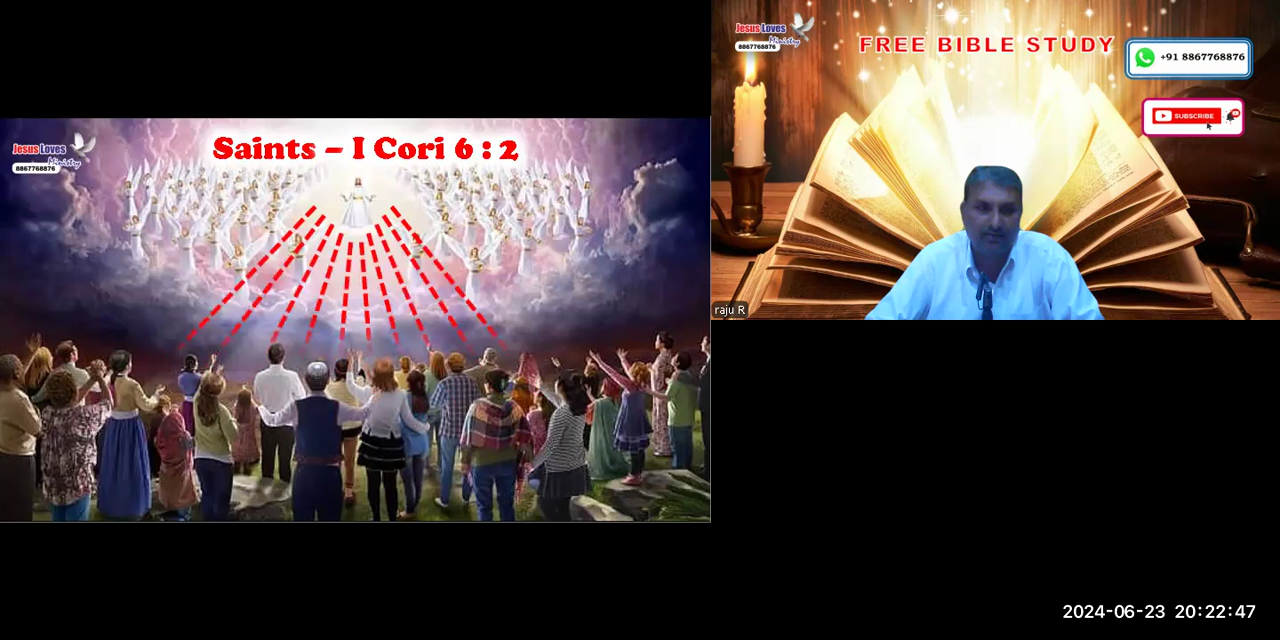 Saints – I Cori 6 : 2
Jesus Loves
Ministry
8867768876
Jesus Loves
Ministry
8867768876
FREE BIBLE STUDY
+91 8867768876
SUBSCRIBE
raju R
2024-06-23 20:22:47